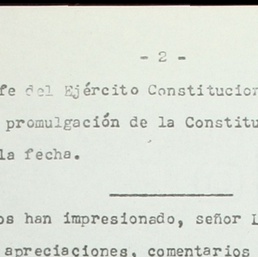 - 2 -
fe del Ejército Constitucion
promulgación de la Constitu
la fecha.
os han impresionado, señor
apreciaciones, comentarios